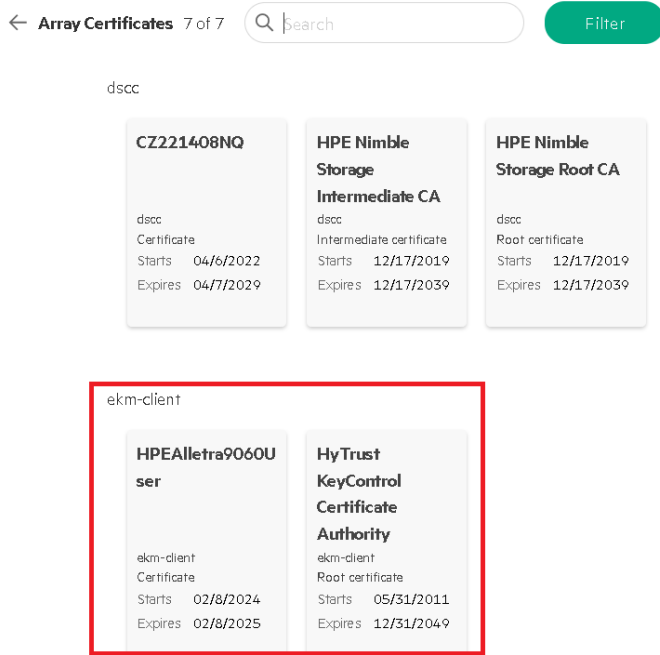 Array Certificates 7 of 7 Search Filter
dscc
CZ221408NQ
dscc
Certificate
Starts 04/6/2022
Expires 04/7/2029
HPE Nimble
Storage
Intermediate CA
dscc
Intermediate certificate
Starts 12/17/2019
Expires 12/17/2039
HPE Nimble
Storage Root CA
dscc
Root certificate
Starts 12/17/2019
Expires 12/17/2039
ekm-client
HPEAlletra9060U
ser
ekm-client
Certificate
Starts 02/8/2024
Expires 02/8/2025
HyTrust
KeyControl
Certificate
Authority
ekm-client
Root certificate
Starts 05/31/2011
Expires 12/31/2049